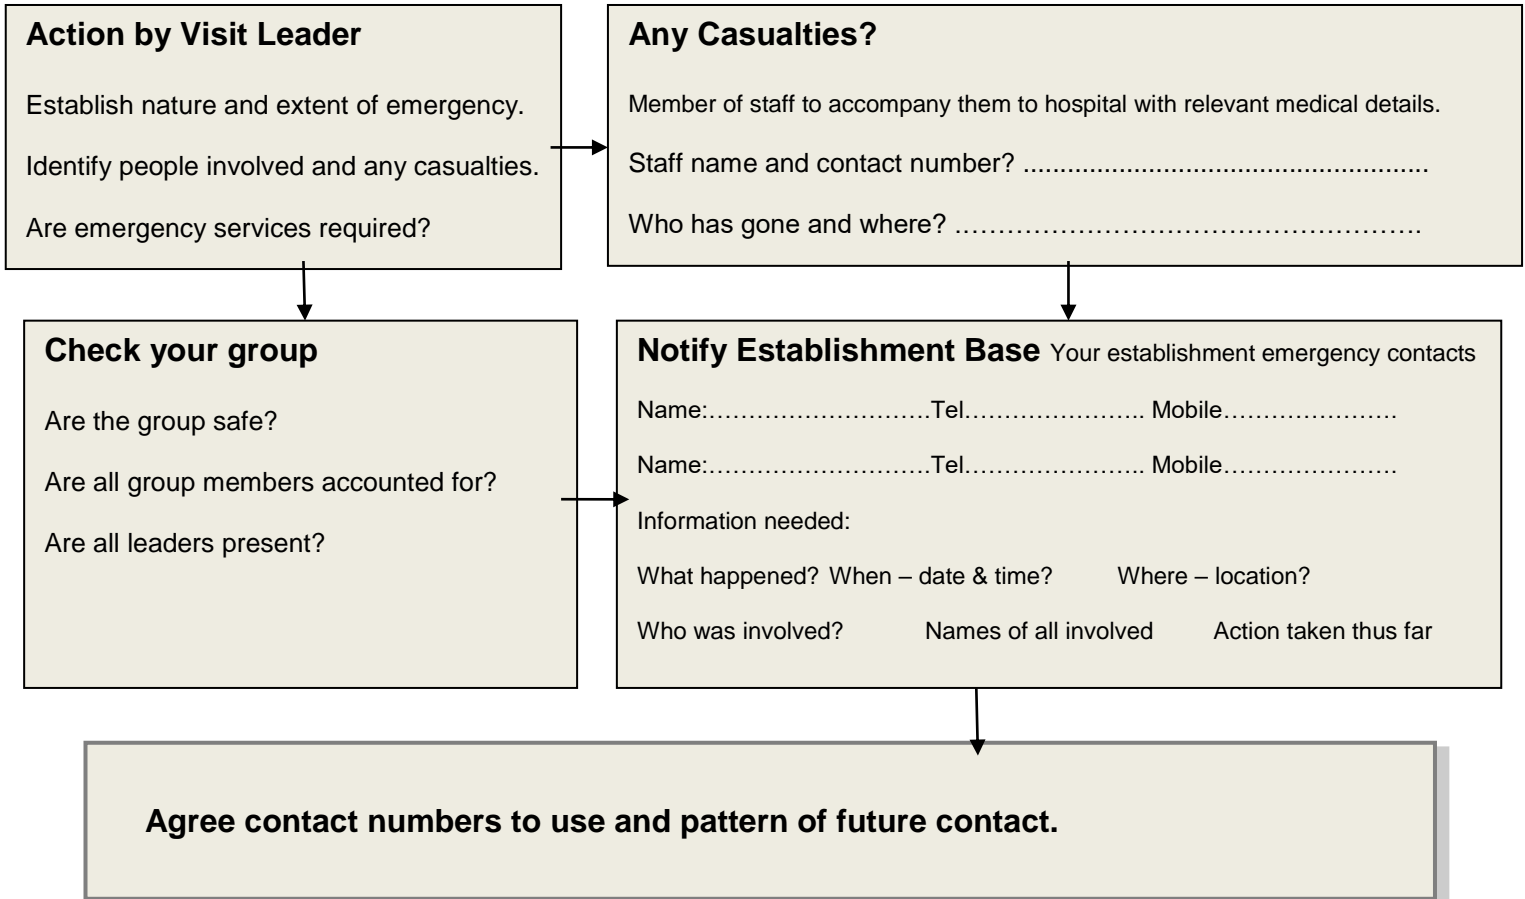 Action by Visit Leader
Establish nature and extent of emergency.
Identify people involved and any casualties.
Are emergency services required?
Any Casualties?
Member of staff to accompany them to hospital with relevant medical details.
Staff name and contact number? ........................................................
Who has gone and where? ..………………………………………………….
Check your group
Are the group safe?
Are all group members accounted for?
Are all leaders present?
Notify Establishment Base Your establishment emergency contacts
Name:……………………….Tel………………….. Mobile………………….
Name:……………………….Tel………………….. Mobile………………….
Information needed:
What happened? When – date & time? Where – location?
Who was involved? Names of all involved Action taken thus far
Agree contact numbers to use and pattern of future contact.